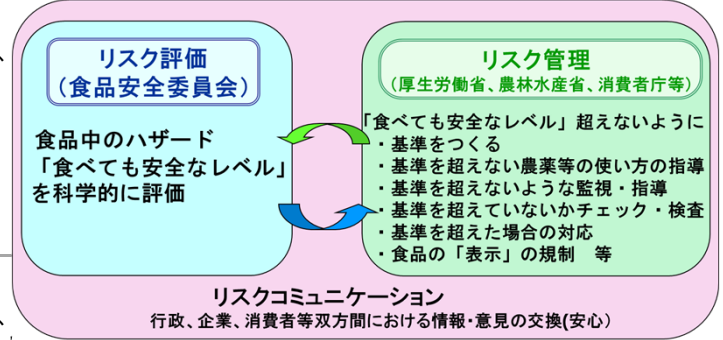 リスク評価
（食品安全委員会）
食品中のハザード
「食べても安全なレベル」
を科学的に評価
リスク管理
（厚生労働省、農林水産省、消費者庁等）
「食べても安全なレベル」超えないように
・基準をつくる
・基準を超えない農薬等の使い方の指導
・基準を超えないような監視・指導
・基準を超えていないかチェック・検査
・基準を超えた場合の対応
・食品の「表示」の規制　等
リスクコミュニケーション
行政、企業、消費者等双方間における情報・意見の交換(安心）